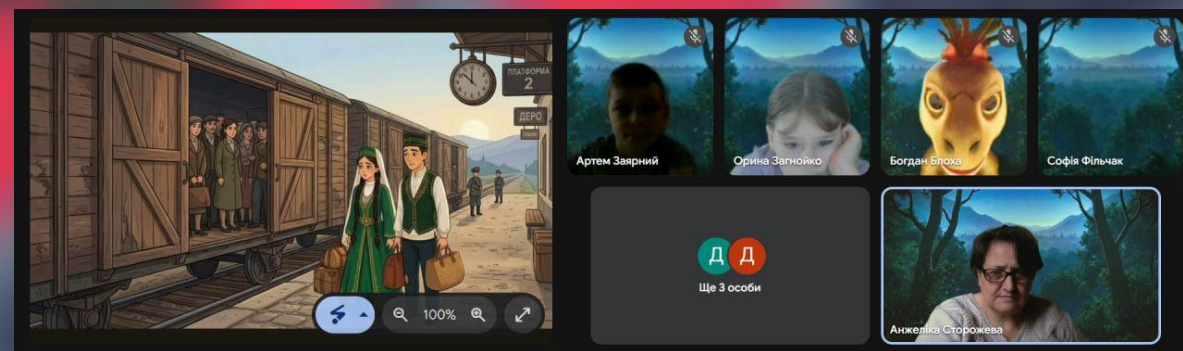 ПЛАТФОРМА
2
ДЕРО
100%
Артем Заярний
Орина Загнойко
Богдан Блоха
Софія Фільчак
Д Д
Ще 3 особи
Анжеліка Сторожева